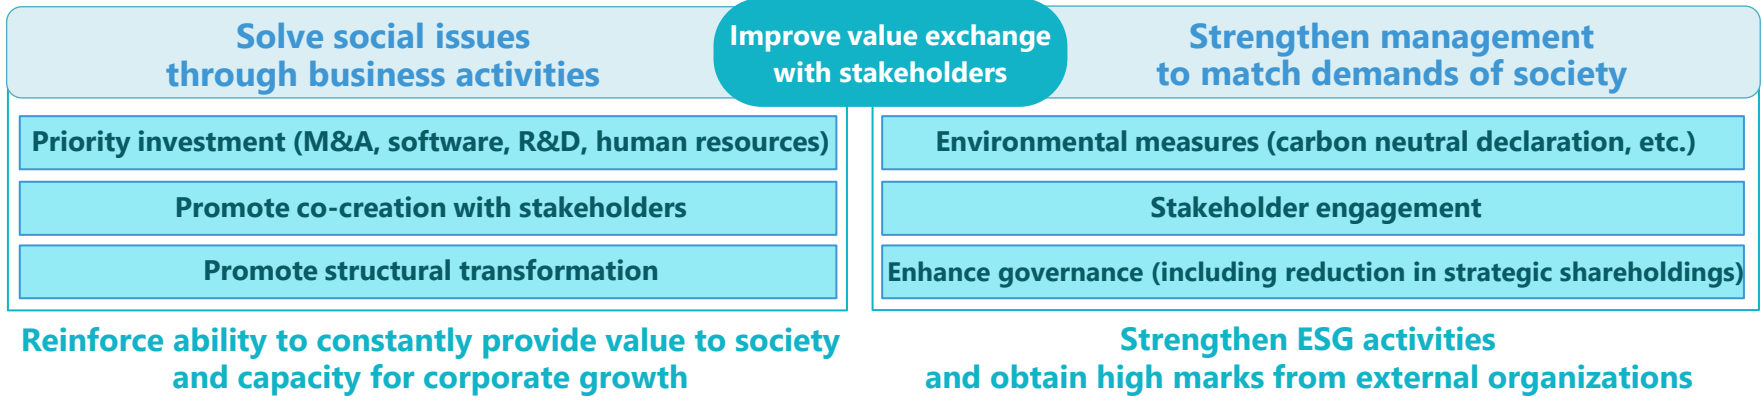 Solve social issues
through business activities
Improve value exchange
with stakeholders
Strengthen management
to match demands of society
Priority investment (M&A, software, R&D, human resources)
Promote co-creation with stakeholders
Promote structural transformation
Environmental measures (carbon neutral declaration, etc.)
Stakeholder engagement
Enhance governance (including reduction in strategic shareholdings)
Reinforce ability to constantly provide value to society
and capacity for corporate growth
Strengthen ESG activities
and obtain high marks from external organizations